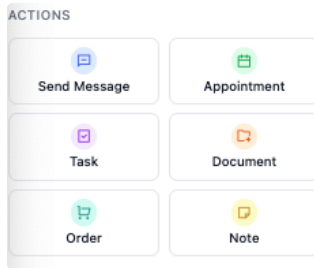 ACTIONS
Send Message
Appointment
Task
Document
Order
Note